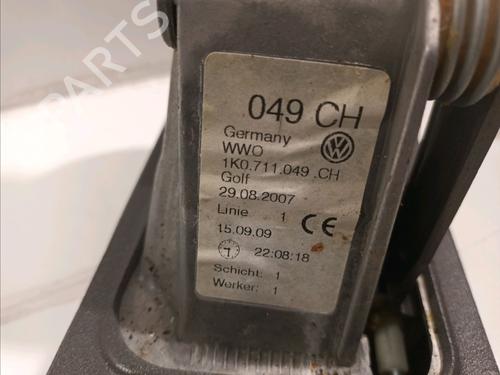 PARTS
049 CH
Germany
WWO
1K0.711.049 .CH
Golf
29.08.2007
Linie 1
CE
15.09.09
22:08:18
Schicht: 1
Werker: 1